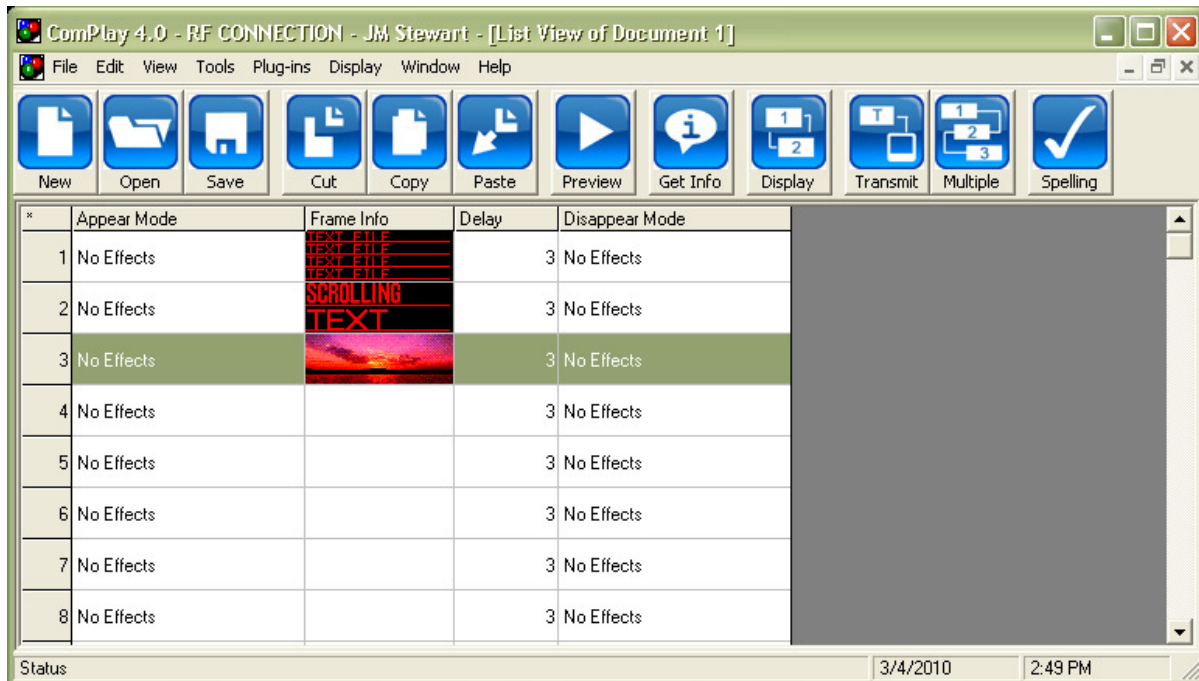 ComPlay 4.0 - RF CONNECTION - JM Stewart - [List View of Document 1]
File Edit View Tools Plug-ins Display Window Help
T 1 2 1 2 3
New Open Save Cut Copy Paste Preview Get Info Display Transmit Multiple Spelling
* Appear Mode Frame Info Delay Disappear Mode
TEXT FILE
TEXT FILE
1 No Effects 3 No Effects
TEXT FILE
TEXT FILE
SCROLLING
2 No Effects 3 No Effects
TEXT
3 No Effects 3 No Effects
4 No Effects 3 No Effects
5 No Effects 3 No Effects
6 No Effects 3 No Effects
7 No Effects 3 No Effects
8 No Effects 3 No Effects
Status 3/4/2010 2:49 PM